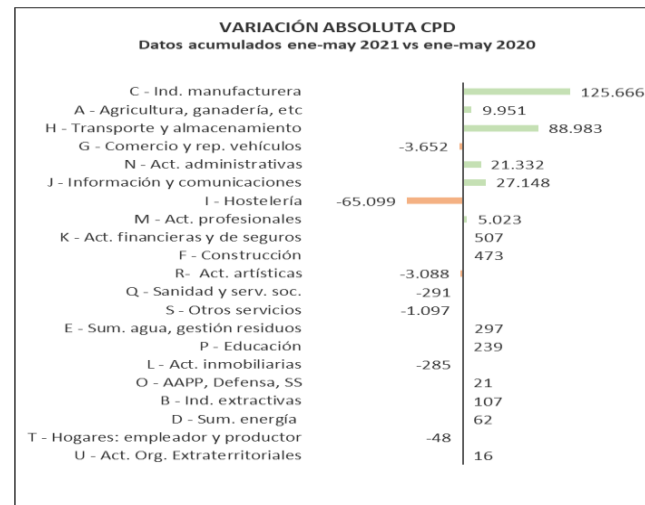 VARIACIÓN ABSOLUTA CPD
Datos acumulados ene-may 2021 vs ene-may 2020
C - Ind. manufacturera 125.666
A - Agricultura, ganadería, etc 9.951
H - Transporte y almacenamiento 88.983
G - Comercio y rep. vehículos -3.652
N - Act. administrativas 21.332
J - Información y comunicaciones 27.148
I - Hostelería -65.099
M - Act. profesionales 5.023
K - Act. financieras y de seguros 507
F - Construcción 473
R- Act. artísticas -3.088
Q - Sanidad y serv. soc. -291
S - Otros servicios -1.097
E - Sum. agua, gestión residuos 297
P - Educación 239
L - Act. inmobiliarias -285
O - AAPP, Defensa, SS 21
B - Ind. extractivas 107
D - Sum. energía 62
T - Hogares: empleador y productor -48
U - Act. Org. Extraterritoriales 16